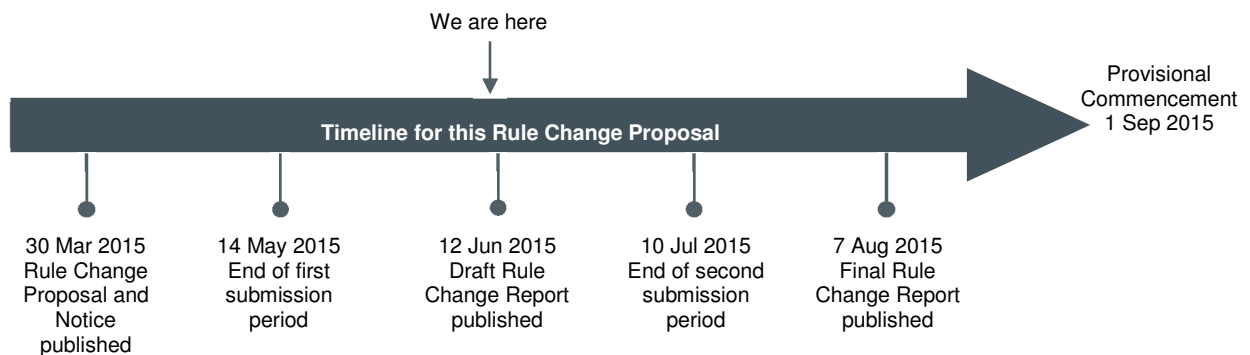 We are here
Timeline for this Rule Change Proposal
Provisional
Commencement
1 Sep 2015
30 Mar 2015
Rule Change
Proposal and
Notice
published
14 May 2015
End of first
submission
period
12 Jun 2015
Draft Rule
Change Report
published
10 Jul 2015
End of second
submission
period
7 Aug 2015
Final Rule
Change Report
published